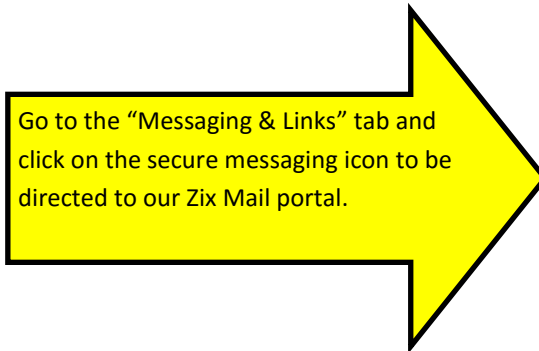 Go to the “Messaging & Links” tab and
click on the secure messaging icon to be
directed to our Zix Mail portal.